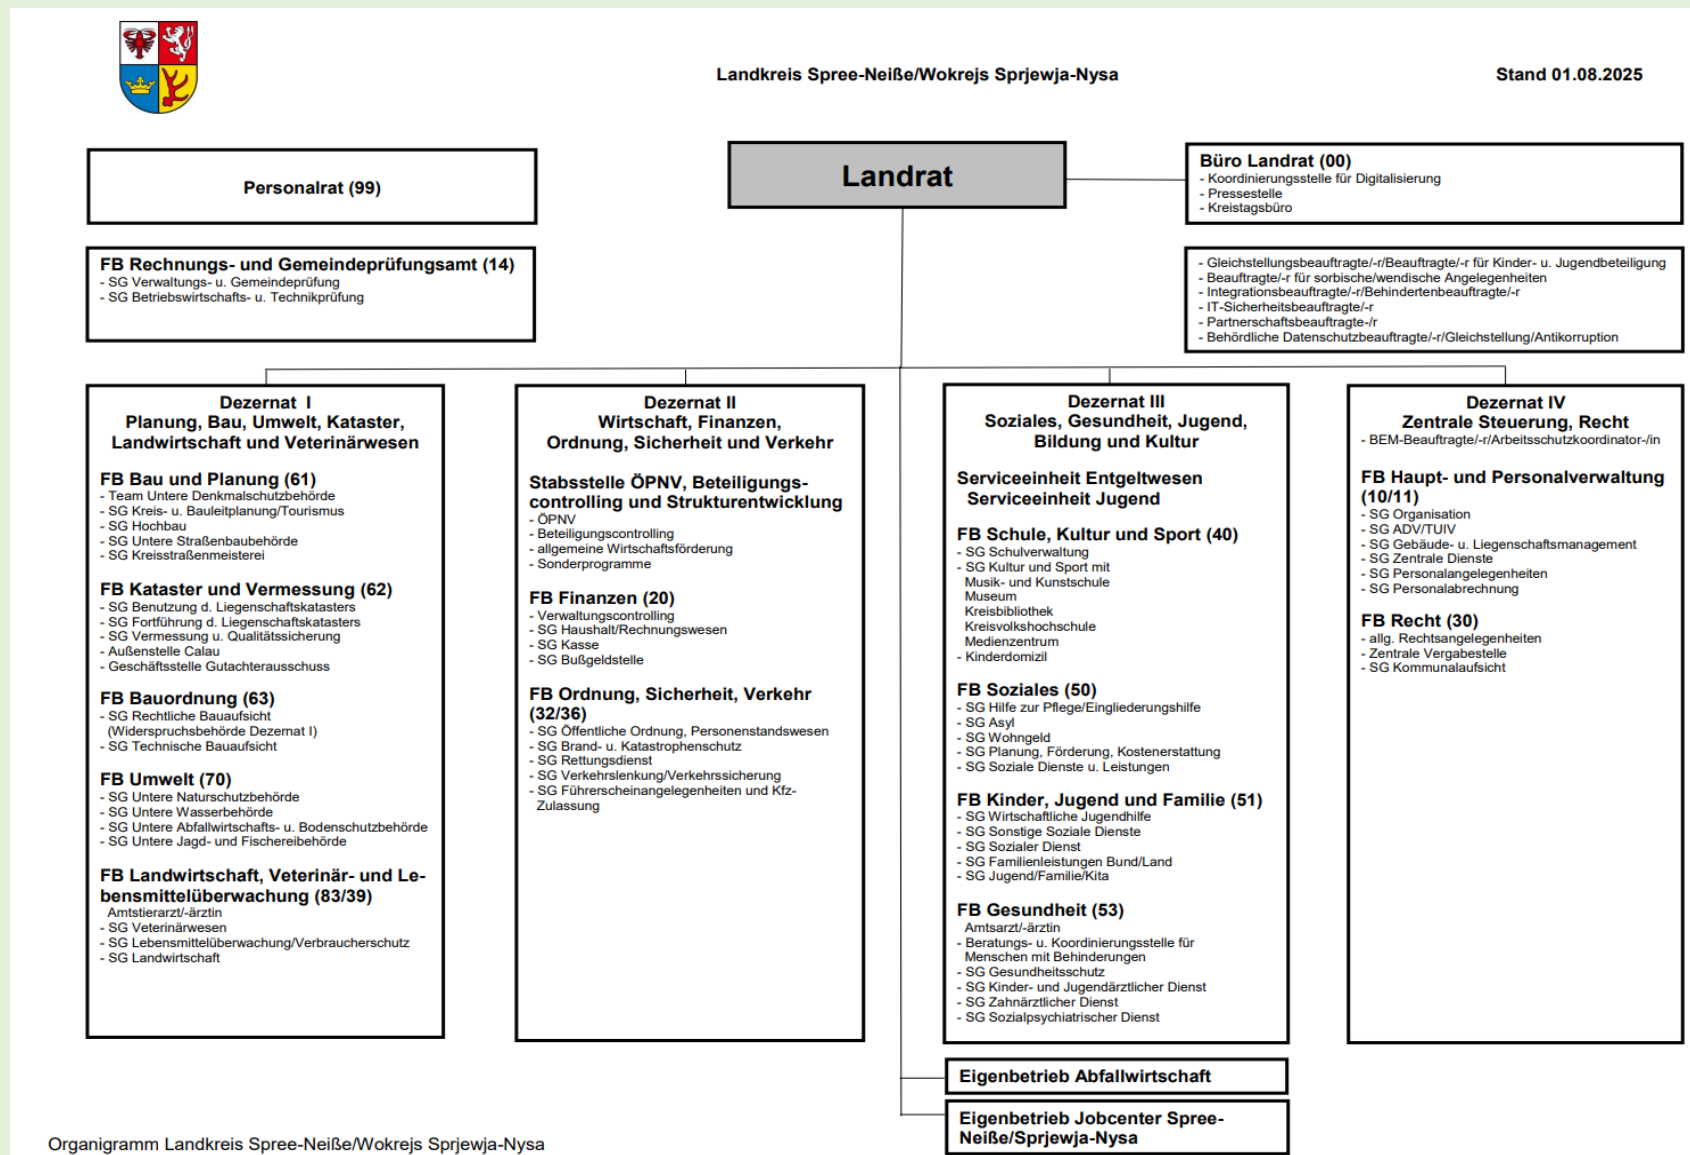 Landkreis Spree-Neiße/Wokrejs Sprjewja-Nysa
Stand 01.08.2025
Personalrat (99)
Landrat
Büro Landrat (00)
- Koordinierungsstelle für Digitalisierung
- Pressestelle
- Kreistagsbüro
FB Rechnungs- und Gemeindeprüfungsamt (14)
- SG Verwaltungs- u. Gemeindeprüfung
- SG Betriebswirtschafts- u. Technikprüfung
- Gleichstellungsbeauftragte/-r/Beauftragte/-r für Kinder- u. Jugendbeteiligung
- Beauftragte/-r für sorbische/wendische Angelegenheiten
- Integrationsbeauftragte/-r/Behindertenbeauftragte/-r
- IT-Sicherheitsbeauftragte/-r
- Partnerschaftsbeauftragte-/r
- Behördliche Datenschutzbeauftragte/-r/Gleichstellung/Antikorruption
Dezernat I
Planung, Bau, Umwelt, Kataster,
Landwirtschaft und Veterinärwesen
FB Bau und Planung (61)
- Team Untere Denkmalschutzbehörde
- SG Kreis- u. Bauleitplanung/Tourismus
- SG Hochbau
- SG Untere Straßenbaubehörde
- SG Kreisstraßenmeisterei
FB Kataster und Vermessung (62)
- SG Benutzung d. Liegenschaftskatasters
- SG Fortführung d. Liegenschaftskatasters
- SG Vermessung u. Qualitätssicherung
- Außenstelle Calau
- Geschäftsstelle Gutachterausschuss
FB Bauordnung (63)
- SG Rechtliche Bauaufsicht
(Widerspruchsbehörde Dezernat I)
- SG Technische Bauaufsicht
FB Umwelt (70)
- SG Untere Naturschutzbehörde
- SG Untere Wasserbehörde
- SG Untere Abfallwirtschafts- u. Bodenschutzbehörde
- SG Untere Jagd- und Fischereibehörde
FB Landwirtschaft, Veterinär- und Le-
bensmittelüberwachung (83/39)
Amtstierarzt/-ärztin
- SG Veterinärwesen
- SG Lebensmittelüberwachung/Verbraucherschutz
- SG Landwirtschaft
Dezernat II
Wirtschaft, Finanzen,
Ordnung, Sicherheit und Verkehr
Stabsstelle ÖPNV, Beteiligungs-
controlling und Strukturentwicklung
- ÖPNV
- Beteiligungscontrolling
- allgemeine Wirtschaftsförderung
- Sonderprogramme
FB Finanzen (20)
- Verwaltungscontrolling
- SG Haushalt/Rechnungswesen
- SG Kasse
- SG Bußgeldstelle
FB Ordnung, Sicherheit, Verkehr
(32/36)
- SG Öffentliche Ordnung, Personenstandswesen
- SG Brand- u. Katastrophenschutz
- SG Rettungsdienst
- SG Verkehrslenkung/Verkehrssicherung
- SG Führerscheinangelegenheiten und Kfz-
Zulassung
Dezernat III
Soziales, Gesundheit, Jugend,
Bildung und Kultur
Serviceeinheit Entgeltwesen
Serviceeinheit Jugend
FB Schule, Kultur und Sport (40)
- SG Schulverwaltung
- SG Kultur und Sport mit
Musik- und Kunstschule
Museum
Kreisbibliothek
Kreisvolkshochschule
Medienzentrum
- Kinderdomizil
FB Soziales (50)
- SG Hilfe zur Pflege/Eingliederungshilfe
- SG Asyl
- SG Wohngeld
- SG Planung, Förderung, Kostenerstattung
- SG Soziale Dienste u. Leistungen
FB Kinder, Jugend und Familie (51)
- SG Wirtschaftliche Jugendhilfe
- SG Sonstige Soziale Dienste
- SG Sozialer Dienst
- SG Familienleistungen Bund/Land
- SG Jugend/Familie/Kita
FB Gesundheit (53)
Amtsarzt/-ärztin
- Beratungs- u. Koordinierungsstelle für
Menschen mit Behinderungen
- SG Gesundheitsschutz
- SG Kinder- und Jugendärztlicher Dienst
- SG Zahnärztlicher Dienst
- SG Sozialpsychiatrischer Dienst
Dezernat IV
Zentrale Steuerung, Recht
- BEM-Beauftragte/-r/Arbeitsschutzkoordinator-/in
FB Haupt- und Personalverwaltung
(10/11)
- SG Organisation
- SG ADV/TUIV
- SG Gebäude- u. Liegenschaftsmanagement
- SG Zentrale Dienste
- SG Personalangelegenheiten
- SG Personalabrechnung
FB Recht (30)
- allg. Rechtsangelegenheiten
- Zentrale Vergabestelle
- SG Kommunalaufsicht
Eigenbetrieb Abfallwirtschaft
Eigenbetrieb Jobcenter Spree-
Neiße/Sprjewja-Nysa
Organigramm Landkreis Spree-Neiße/Wokrejs Sprjewja-Nysa